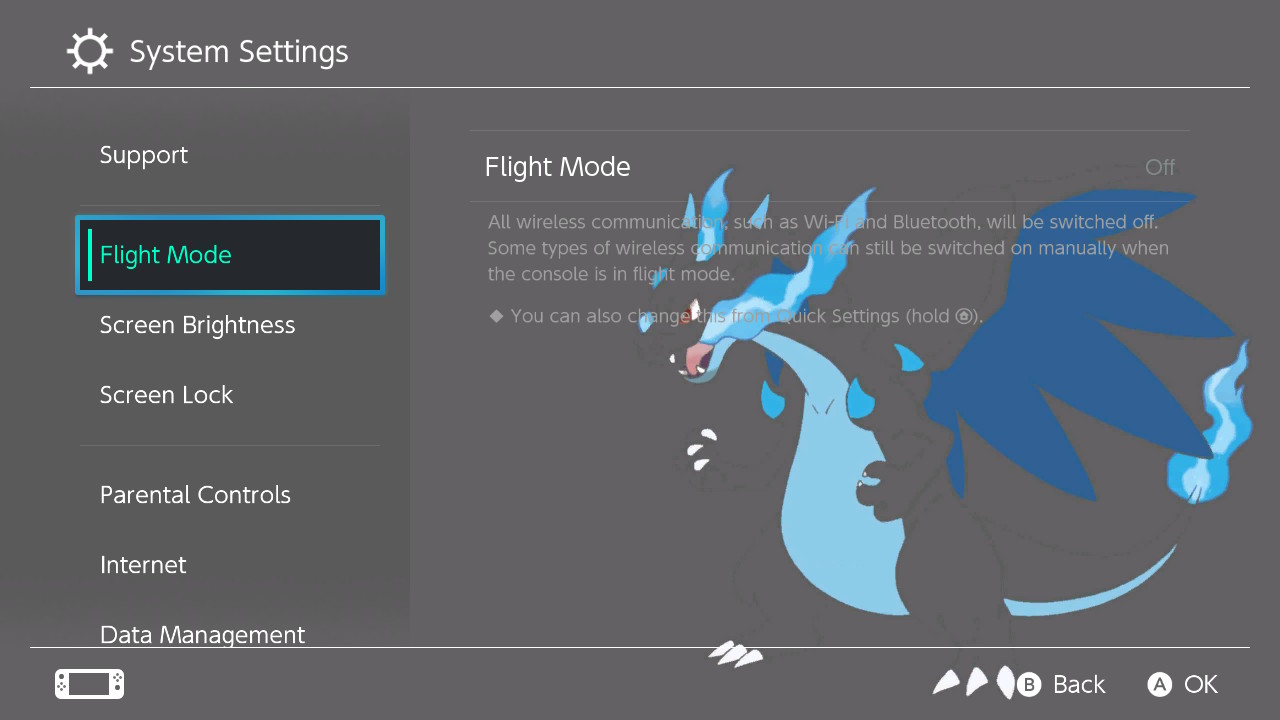 System Settings
Support
Flight Mode
Screen Brightness
Screen Lock
Parental Controls
Internet
Data Management
Flight Mode Off
All wireless communication, such as Wi-Fi and Bluetooth, will be switched off.
Some types of wireless communication can still be switched on manually when
the console is in flight mode.
◆ You can also change this from Quick Settings (hold ).
B Back A OK